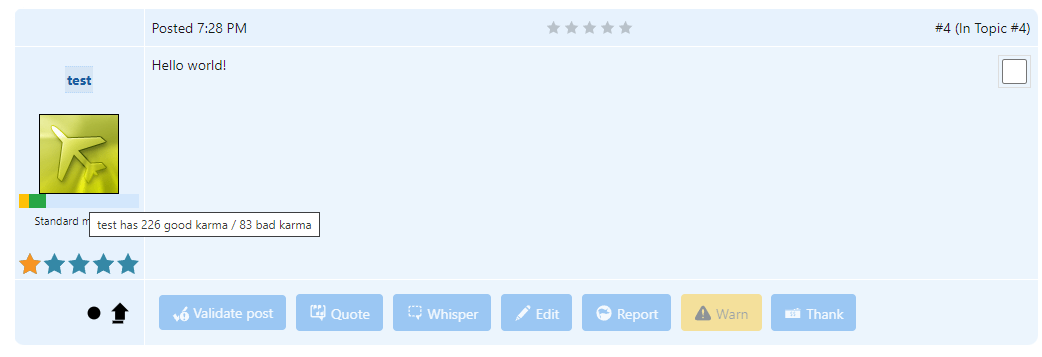 Posted 7:28 PM
#4 (In Topic #4)
test
Hello world!
Standard m
test has 226 good karma / 83 bad karma
Validate post
Quote
Whisper
Edit
Report
Warn
Thank